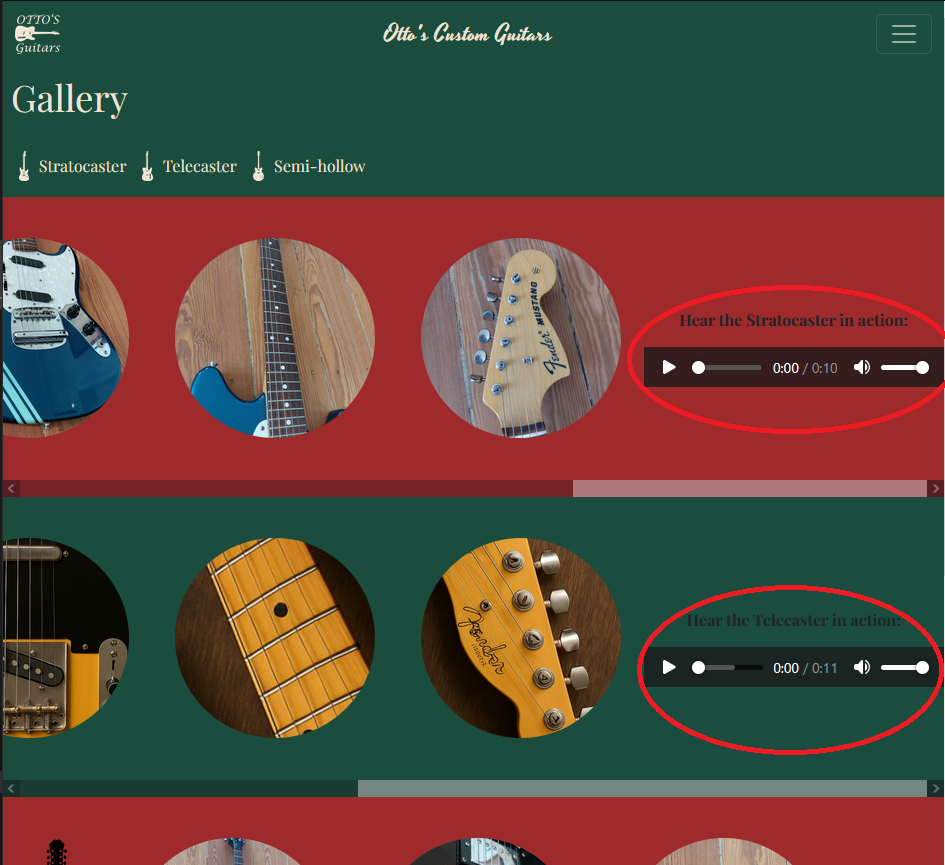 OTTO'S
Guitars
Otto's Custom Guitars
Gallery
Stratocaster Telecaster Semi-hollow
Fender MUSTANG
Hear the Stratocaster in action:
0:00 / 0:10
Hear the Telecaster in action:
0:00 / 0:11